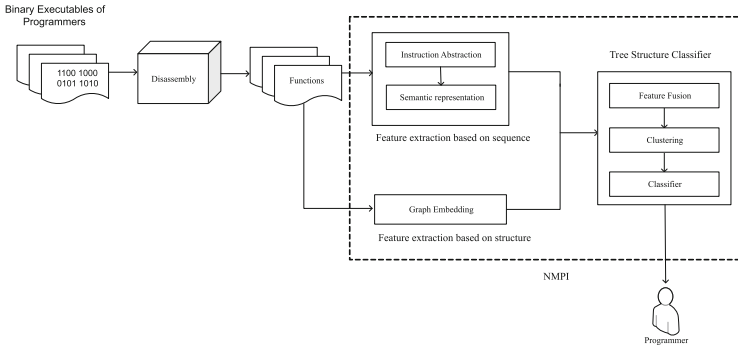 Binary Executables of
Programmers
1100 1000
0101 1010
Disassembly
Functions
Instruction Abstraction
Semantic representation
Feature extraction based on sequence
Graph Embedding
Feature extraction based on structure
Tree Structure Classifier
Feature Fusion
Clustering
Classifier
NMPI
Programmer